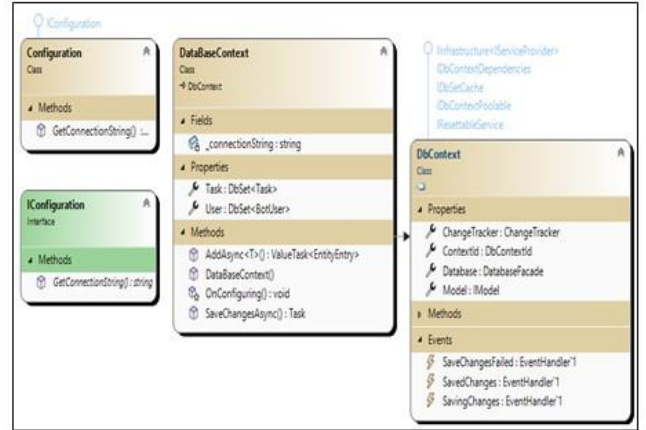 IConfiguration
Configuration
Class
Methods
GetConnectionString() : ...
IConfiguration
Interface
Methods
GetConnectionString() : string
DataBaseContext
Class
DbContext
Fields
_connectionString : string
Properties
Task : DbSet<Task>
User : DbSet<BotUser>
Methods
AddAsync<T>() : ValueTask<EntityEntry>
DataBaseContext()
OnConfiguring() : void
SaveChangesAsync() : Task
IInfrastructure<IServiceProvider>
IDbContextDependencies
IDbSetCache
IDbContextPoolable
IResettableService
DbContext
Class
Properties
ChangeTracker : ChangeTracker
ContextId : DbContextId
Database : DatabaseFacade
Model : IModel
Methods
Events
SaveChangesFailed : EventHandler`1
SavedChanges : EventHandler`1
SavingChanges : EventHandler`1